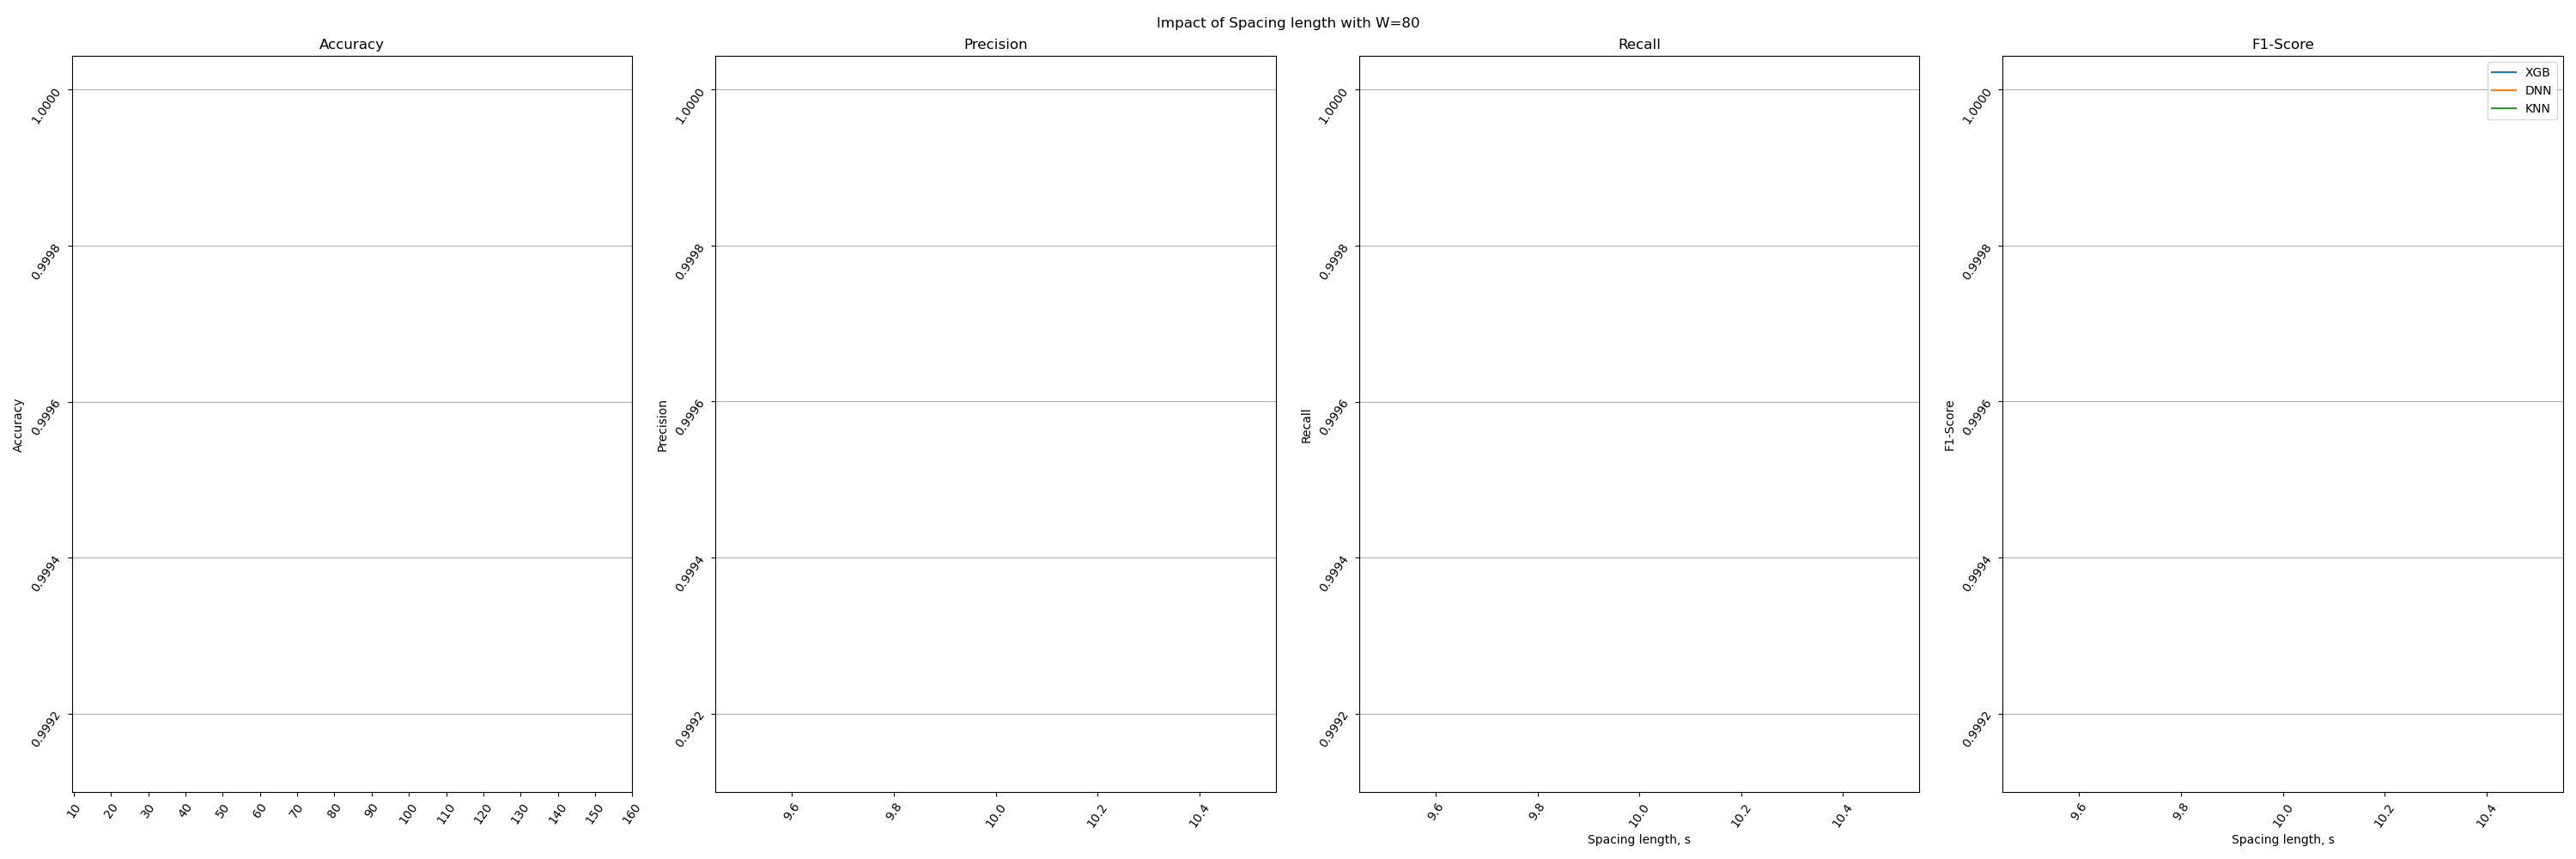 Impact of Spacing length with W=80
Accuracy
Accuracy
1.0000
0.9998
0.9996
0.9994
0.9992
10 20 30 40 50 60 70 80 90 100 110 120 130 140 150 160
Precision
Precision
1.0000
0.9998
0.9996
0.9994
0.9992
9.6 9.8 10.0 10.2 10.4
Recall
Recall
1.0000
0.9998
0.9996
0.9994
0.9992
9.6 9.8 10.0 10.2 10.4
Spacing length, s
F1-Score
F1-Score
1.0000
0.9998
0.9996
0.9994
0.9992
XGB
DNN
KNN
9.6 9.8 10.0 10.2 10.4
Spacing length, s